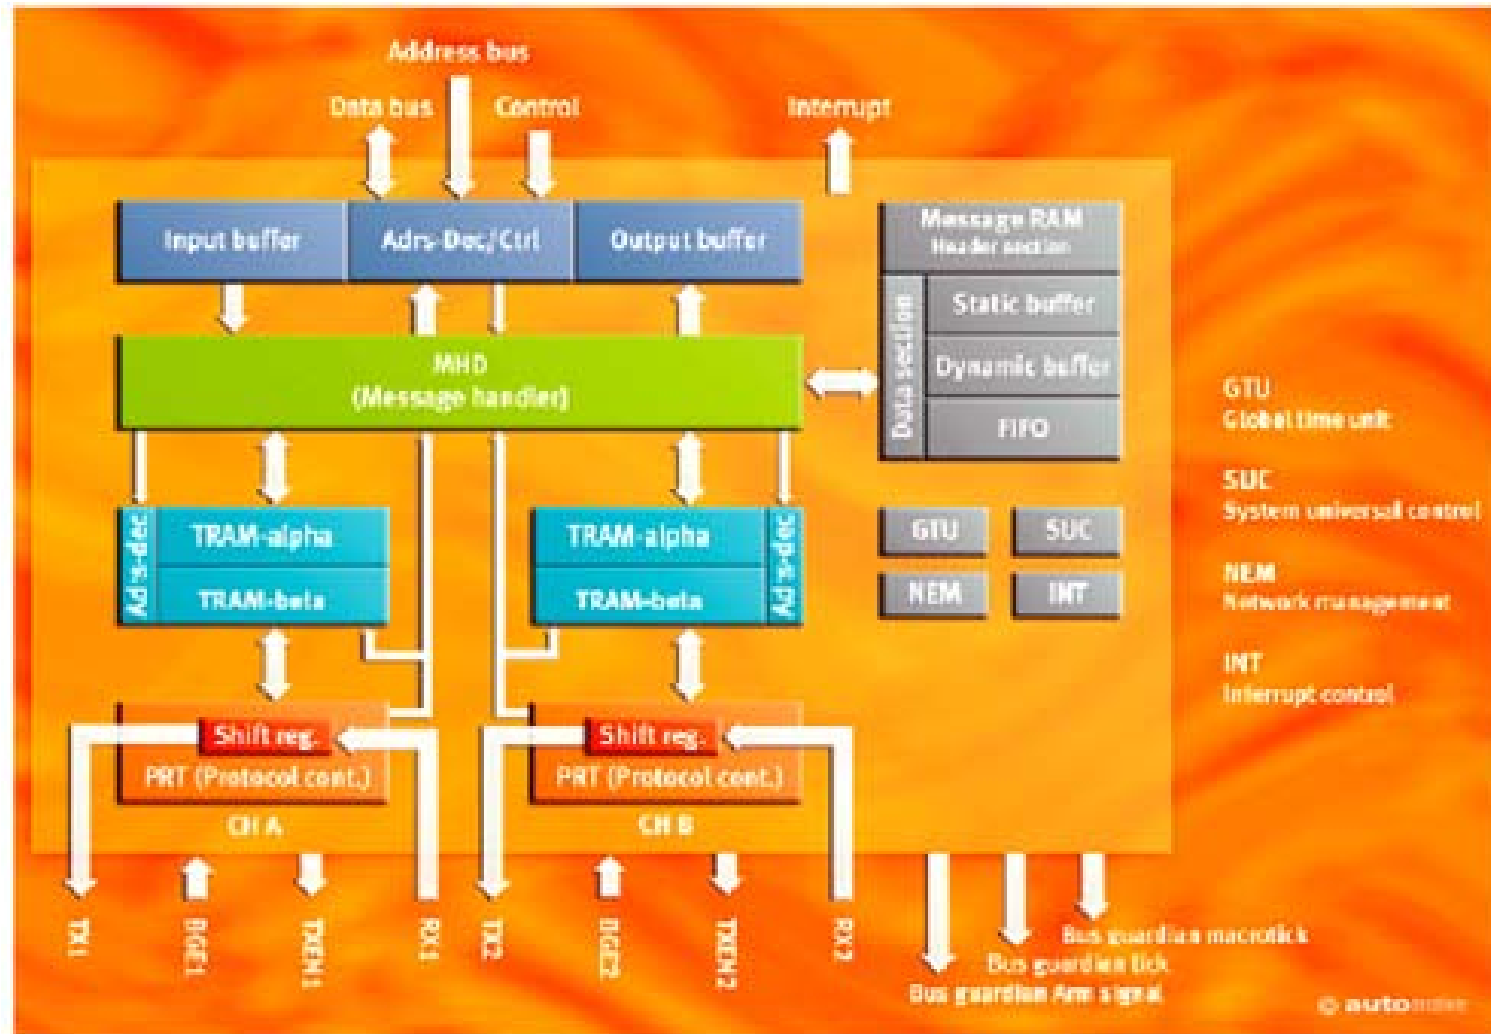 Address bus
Data bus
Control
Interrupt
Input buffer
Adrs-Dec/Ctrl
Output buffer
Message RAM
Header section
Data section
Static buffer
Dynamic buffer
FIFO
MHD
(Message handler)
GTU
Global time unit
SUC
System universal control
NEM
Network management
INT
Interrupt control
Adrs-dec
TRAM-alpha
TRAM-beta
TRAM-alpha
TRAM-beta
Adrs-dec
GTU
SUC
NEM
INT
Shift reg.
PRT (Protocol cont.)
CH A
Shift reg.
PRT (Protocol cont.)
CH B
TX1
BGE1
TXEN1
RX1
TX2
BGE2
TXEN2
RX2
Bus guardian macrotick
Bus guardian tick
Bus guardian Arm signal
©